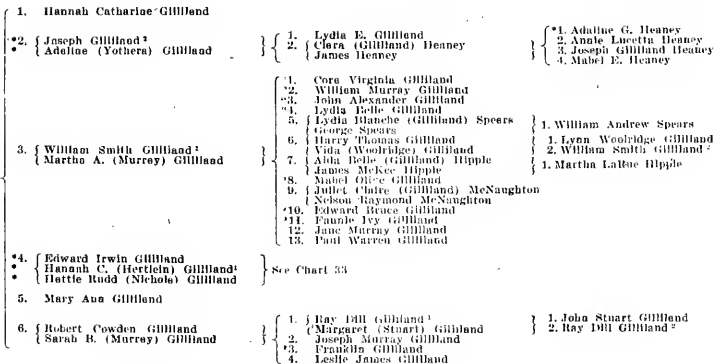 1. Hannah Catharine Gilliland
*2. { Joseph Gilliland ²
* { Adaline (Yothers) Gilliland
1. Lydia E. Gilliland
2. { Clara (Gilliland) Heaney
{ James Heaney
*1. Adaline G. Heaney
2. Annie Lucetta Heaney
3. Joseph Gilliland Heaney
4. Mabel E. Heaney
3. { William Smith Gilliland ¹
{ Martha A. (Murrey) Gilliland
*1. Cora Virginia Gilliland
*2. William Murray Gilliland
*3. John Alexander Gilliland
*4. Lydia Belle Gilliland
5. { Lydia Blanche (Gilliland) Spears
{ George Spears
1. William Andrew Spears
6. { Harry Thomas Gilliland
{ Vida (Woolridge) Gilliland
1. Lynn Woolridge Gilliland
2. William Smith Gilliland ²
7. { Alda Belle (Gilliland) Hipple
{ James McKee Hipple
1. Martha LaRue Hipple
*8. Mabel Olive Gilliland
9. { Juliet Claire (Gilliland) McNaughton
{ Nelson Raymond McNaughton
*10. Edward Bruce Gilliland
*11. Fannie Ivy Gilliland
12. Jane Murray Gilliland
13. Paul Warren Gilliland
*4. { Edward Irwin Gilliland
* { Hannah C. (Hertlein) Gilliland¹
* { Hettie Rudd (Nichols) Gilliland
See Chart 33
5. Mary Ann Gilliland
6. { Robert Cowden Gilliland
{ Sarah B. (Murrey) Gilliland
1. { Ray Dill Gilliland ¹
{ Margaret (Stuart) Gilliland
2. Joseph Murray Gilliland
*3. Franklin Gilliland
4. Leslie James Gilliland
1. John Stuart Gilliland
2. Ray Dill Gilliland ²